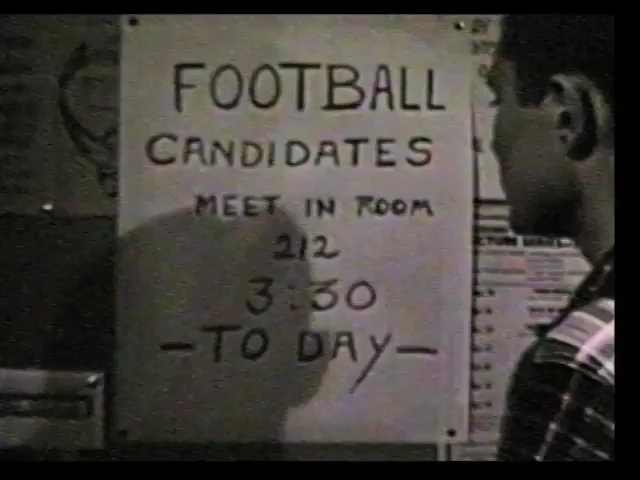 FOOTBALL
CANDIDATES
MEET IN ROOM
212
3:30
—TO DAY—